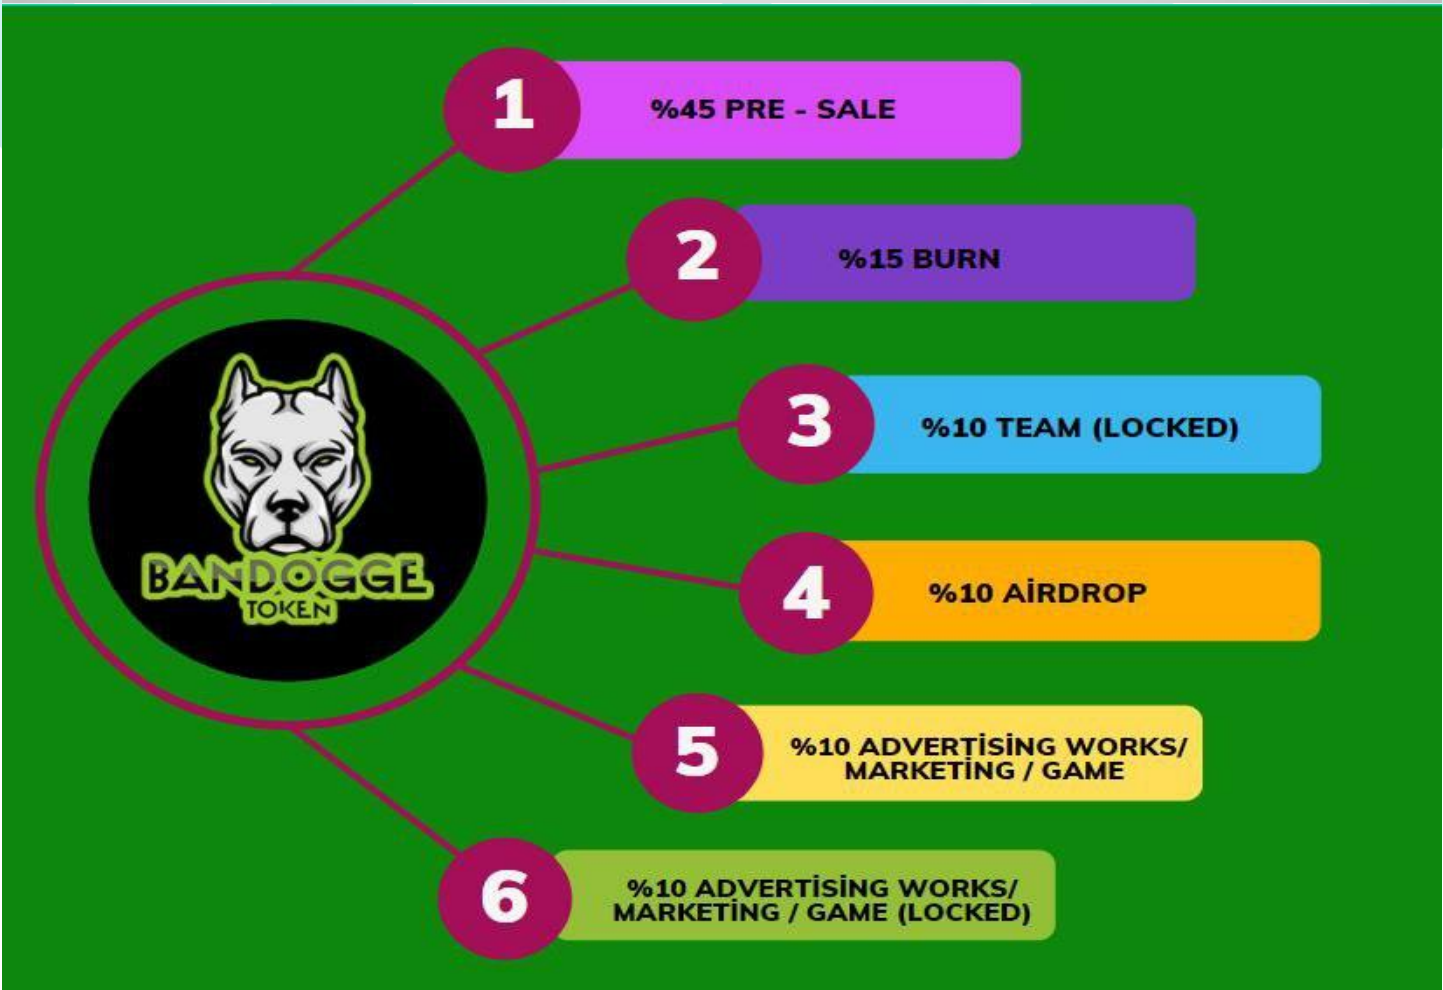 1
%45 PRE - SALE
2
%15 BURN
3
%10 TEAM (LOCKED)
BANDOGGE
TOKEN
4
%10 AİRDROP
5
%10 ADVERTİSİNG WORKS/
MARKETİNG / GAME
6
%10 ADVERTİSİNG WORKS/
MARKETİNG / GAME (LOCKED)